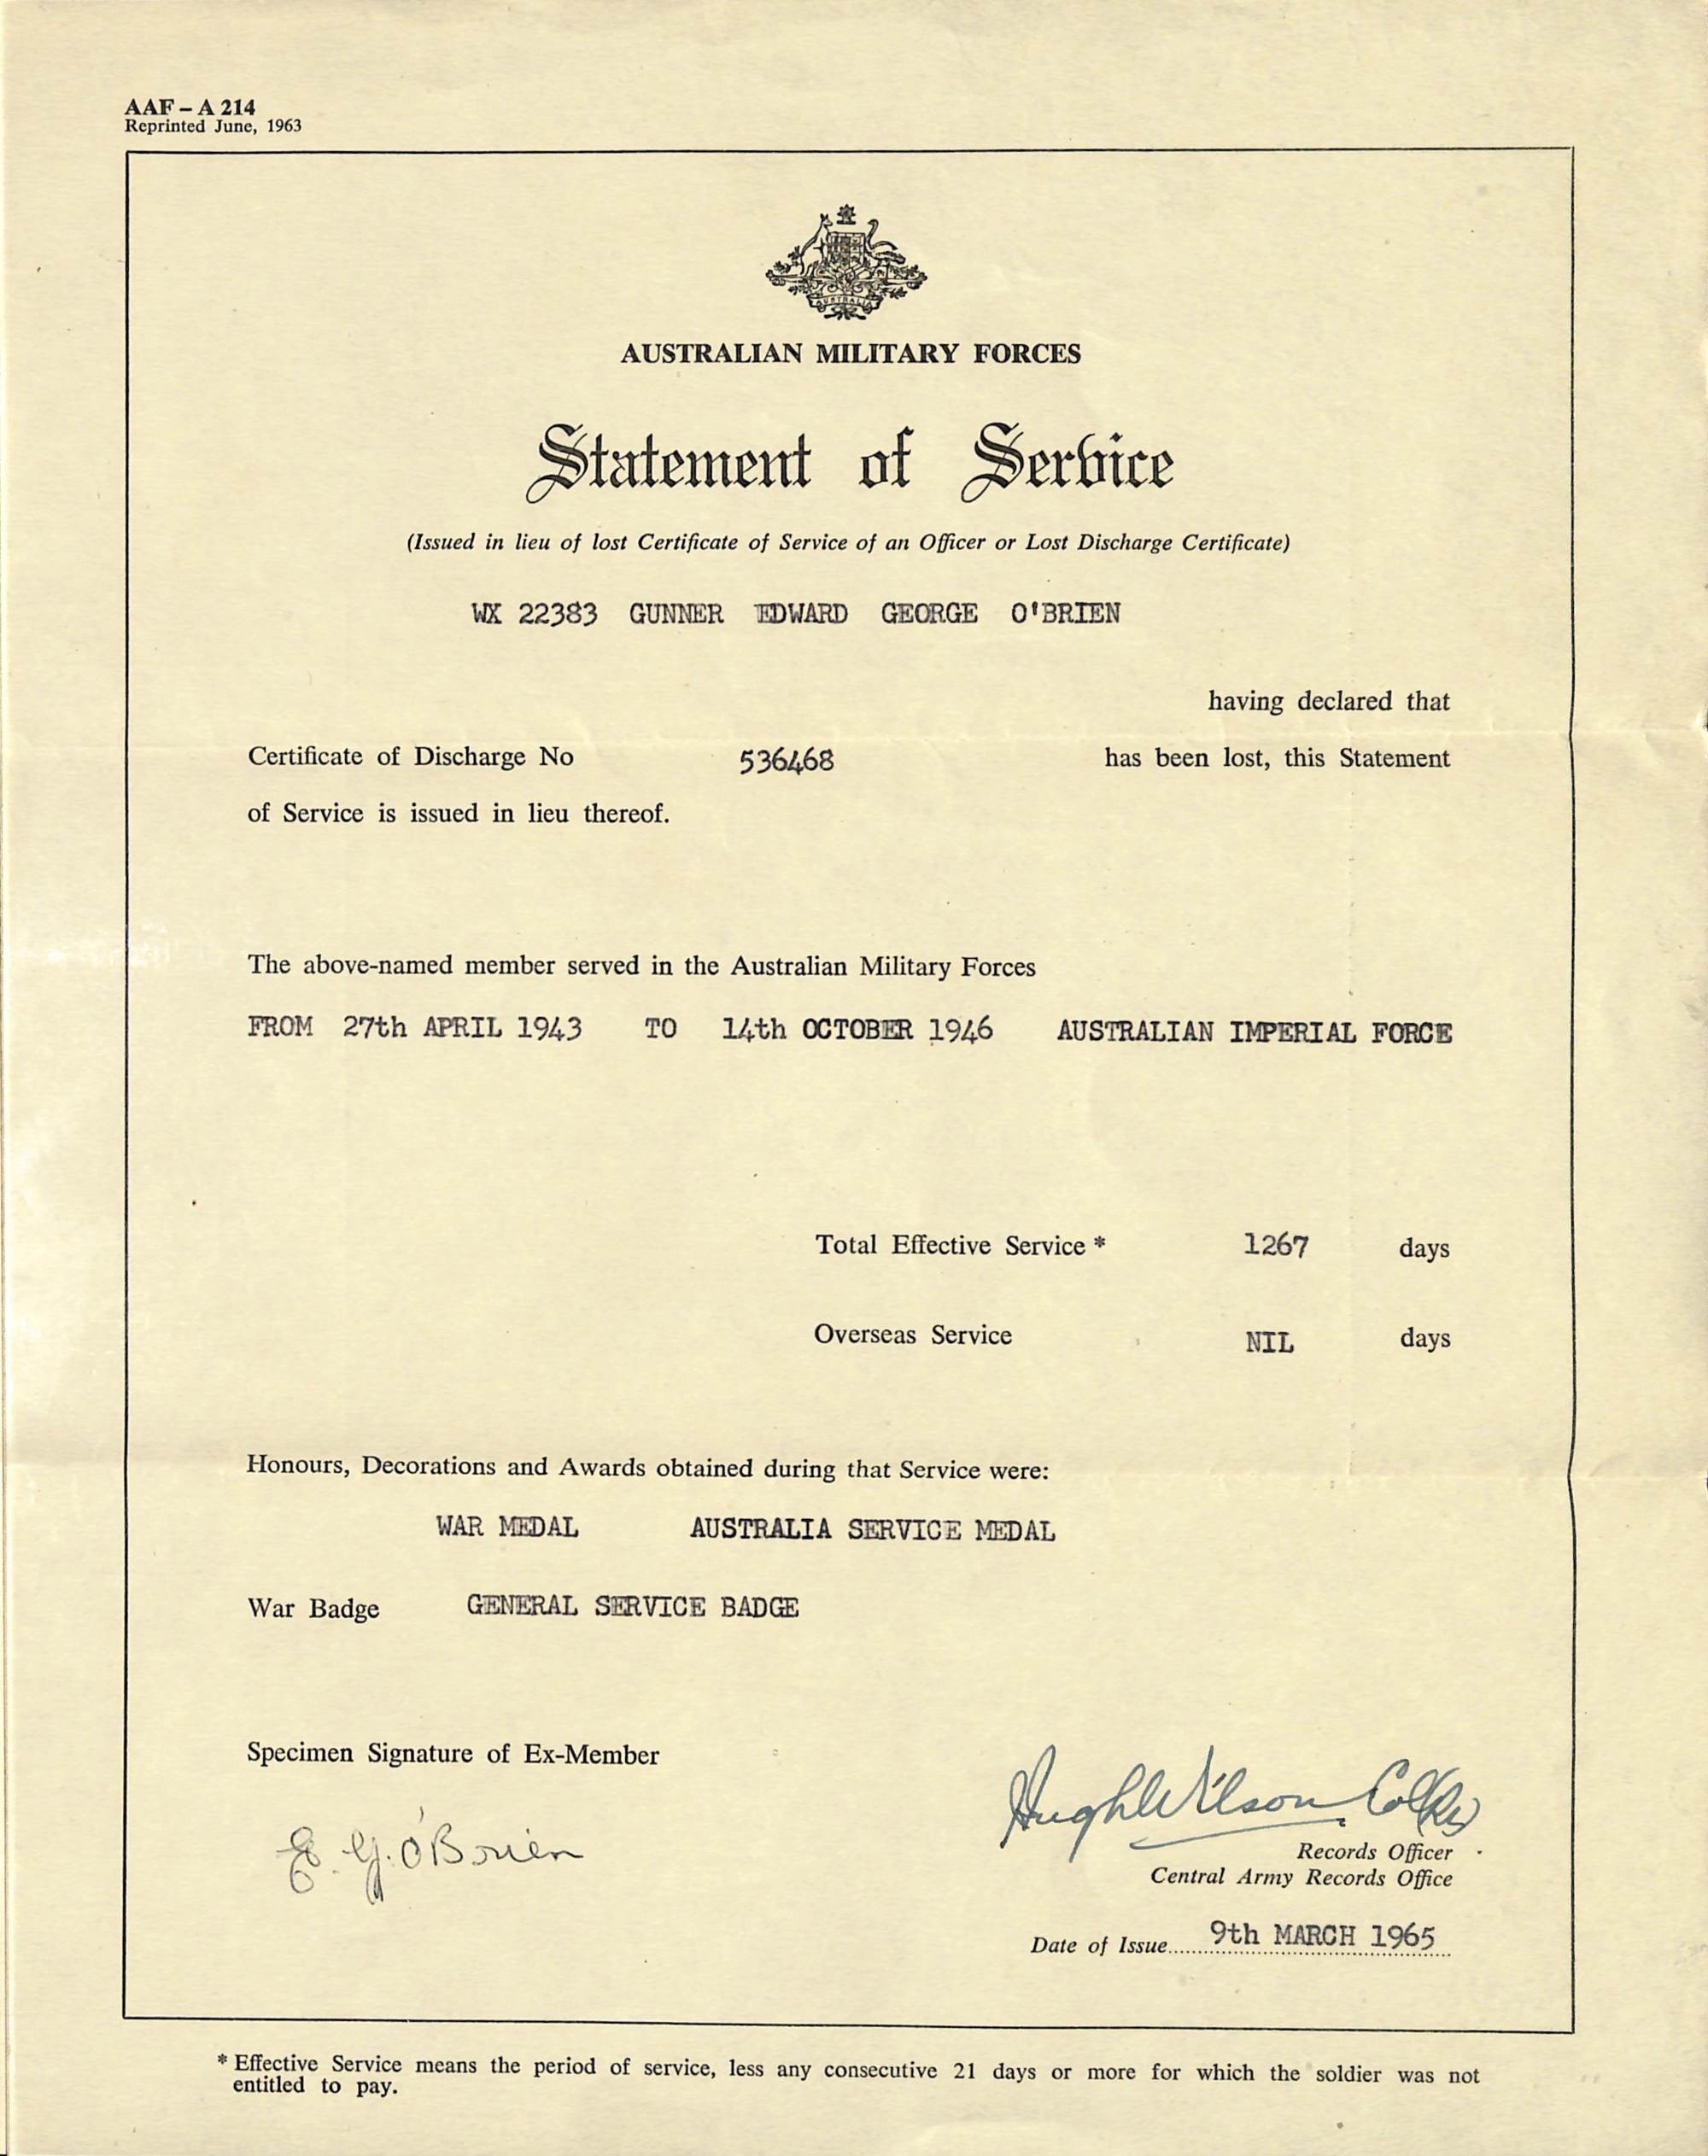 AAF – A 214
Reprinted June, 1963
AUSTRALIA
AUSTRALIAN MILITARY FORCES
Statement of Service
(Issued in lieu of lost Certificate of Service of an Officer or Lost Discharge Certificate)
WX 22383 GUNNER EDWARD GEORGE O'BRIEN
having declared that
Certificate of Discharge No 536468 has been lost, this Statement
of Service is issued in lieu thereof.
The above-named member served in the Australian Military Forces
FROM 27th APRIL 1943 TO 14th OCTOBER 1946 AUSTRALIAN IMPERIAL FORCE
Total Effective Service * 1267 days
Overseas Service NIL days
Honours, Decorations and Awards obtained during that Service were:
WAR MEDAL AUSTRALIA SERVICE MEDAL
War Badge GENERAL SERVICE BADGE
Specimen Signature of Ex-Member
Hugh Wilson
E. G. O'Brien
Records Officer
Central Army Records Office
Date of Issue 9th MARCH 1965
* Effective Service means the period of service, less any consecutive 21 days or more for which the soldier was not
entitled to pay.